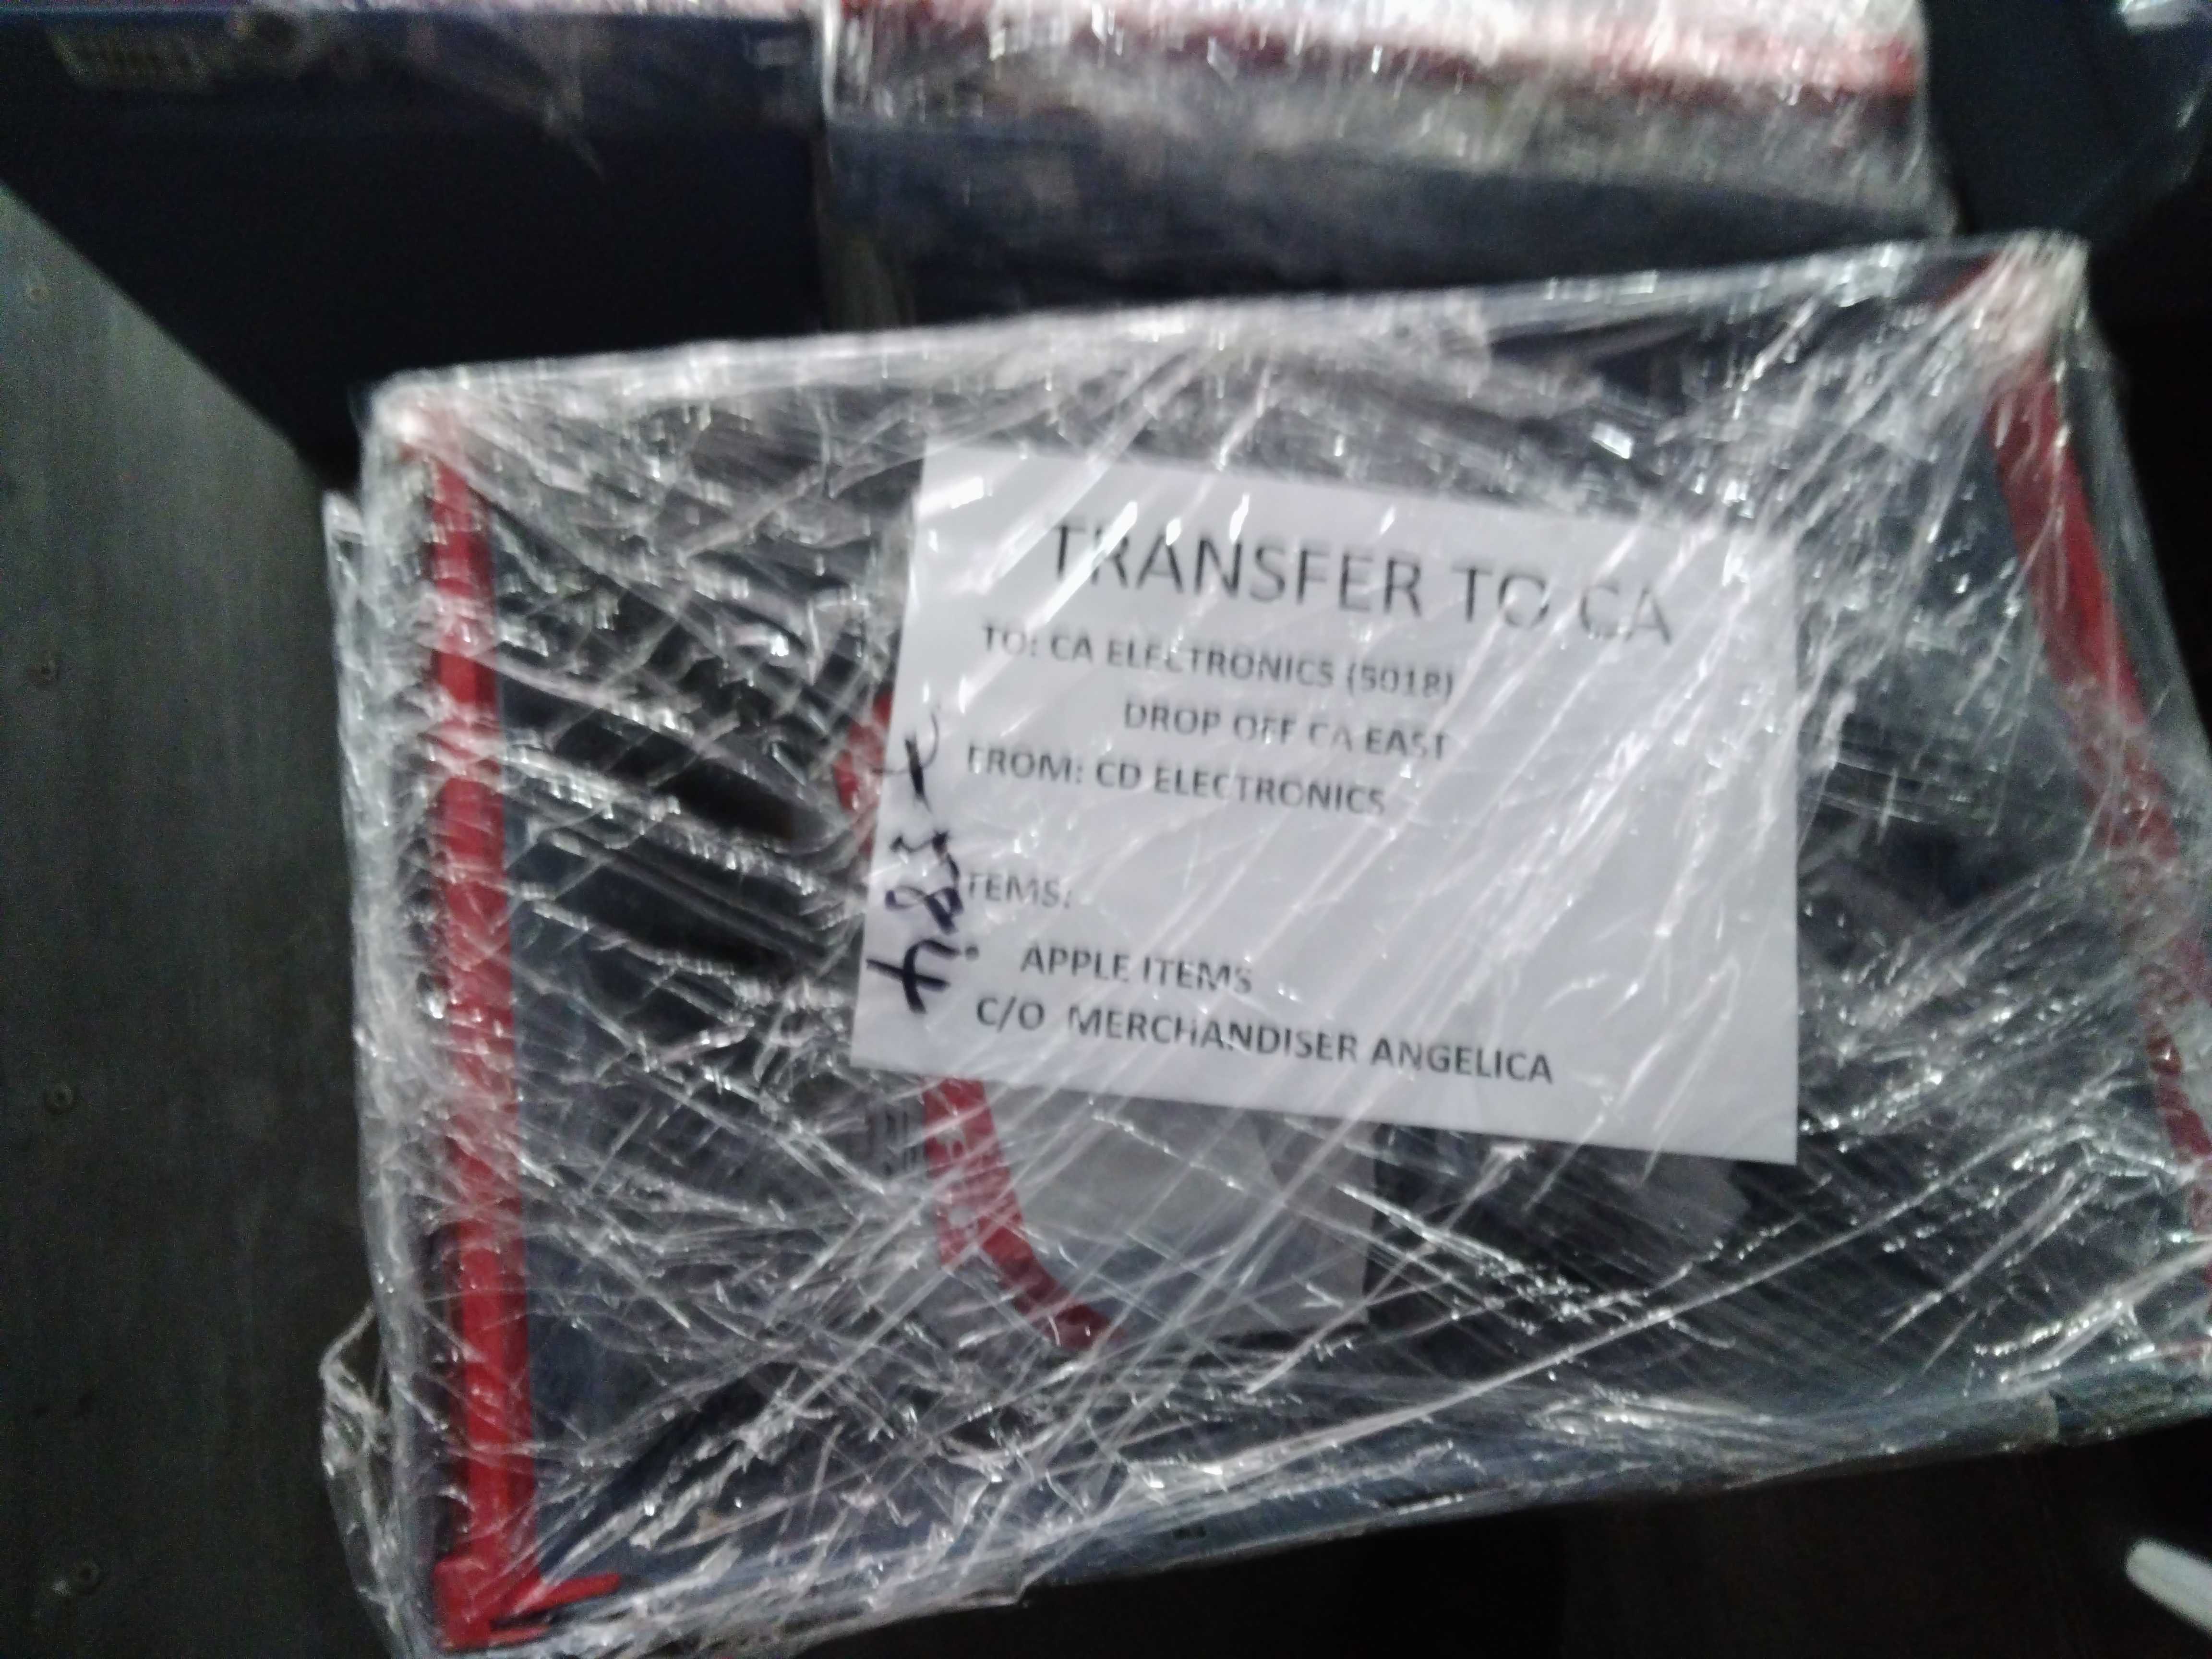 TRANSFER TO CA
TO: CA ELECTRONICS (5018)
DROP OFF CA EAST
FROM: CD ELECTRONICS
TEMS:
APPLE ITEMS
C/O MERCHANDISER ANGELICA